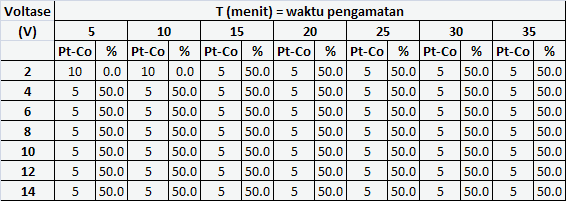 Voltase (V) T (menit) = waktu pengamatan
5 10 15 20 25 30 35
Pt-Co % Pt-Co % Pt-Co % Pt-Co % Pt-Co % Pt-Co % Pt-Co %
2 10 0.0 10 0.0 5 50.0 5 50.0 5 50.0 5 50.0 5 50.0
4 5 50.0 5 50.0 5 50.0 5 50.0 5 50.0 5 50.0 5 50.0
6 5 50.0 5 50.0 5 50.0 5 50.0 5 50.0 5 50.0 5 50.0
8 5 50.0 5 50.0 5 50.0 5 50.0 5 50.0 5 50.0 5 50.0
10 5 50.0 5 50.0 5 50.0 5 50.0 5 50.0 5 50.0 5 50.0
12 5 50.0 5 50.0 5 50.0 5 50.0 5 50.0 5 50.0 5 50.0
14 5 50.0 5 50.0 5 50.0 5 50.0 5 50.0 5 50.0 5 50.0